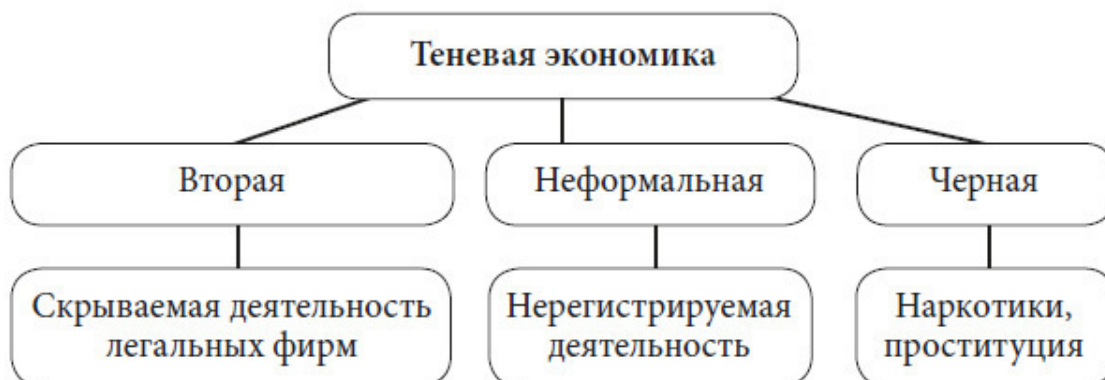 Теневая экономика
Вторая
Неформальная
Черная
Скрываемая деятельность
легальных фирм
Нерегистрируемая
деятельность
Наркотики,
проституция